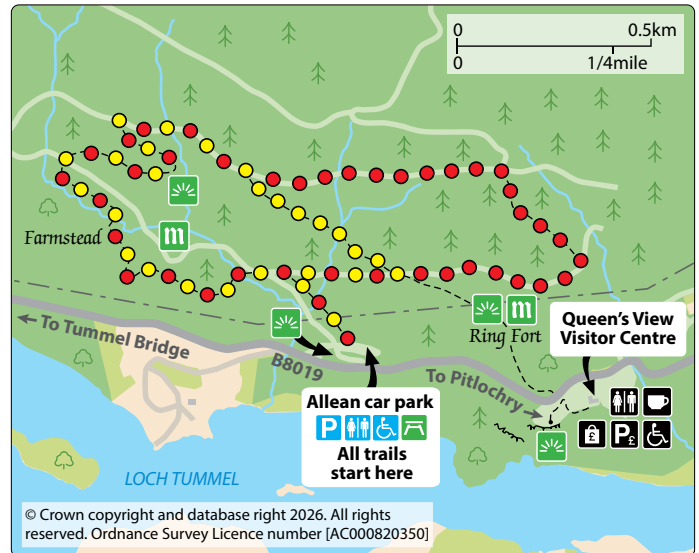 0 0.5km
0 1/4mile
Farmstead
Ring Fort
Queen's View
Visitor Centre
To Tummel Bridge
B8019
To Pitlochry
Allean car park
P
All trails
start here
£ P£
LOCH TUMMEL
© Crown copyright and database right 2026. All rights
reserved. Ordnance Survey Licence number [AC000820350]